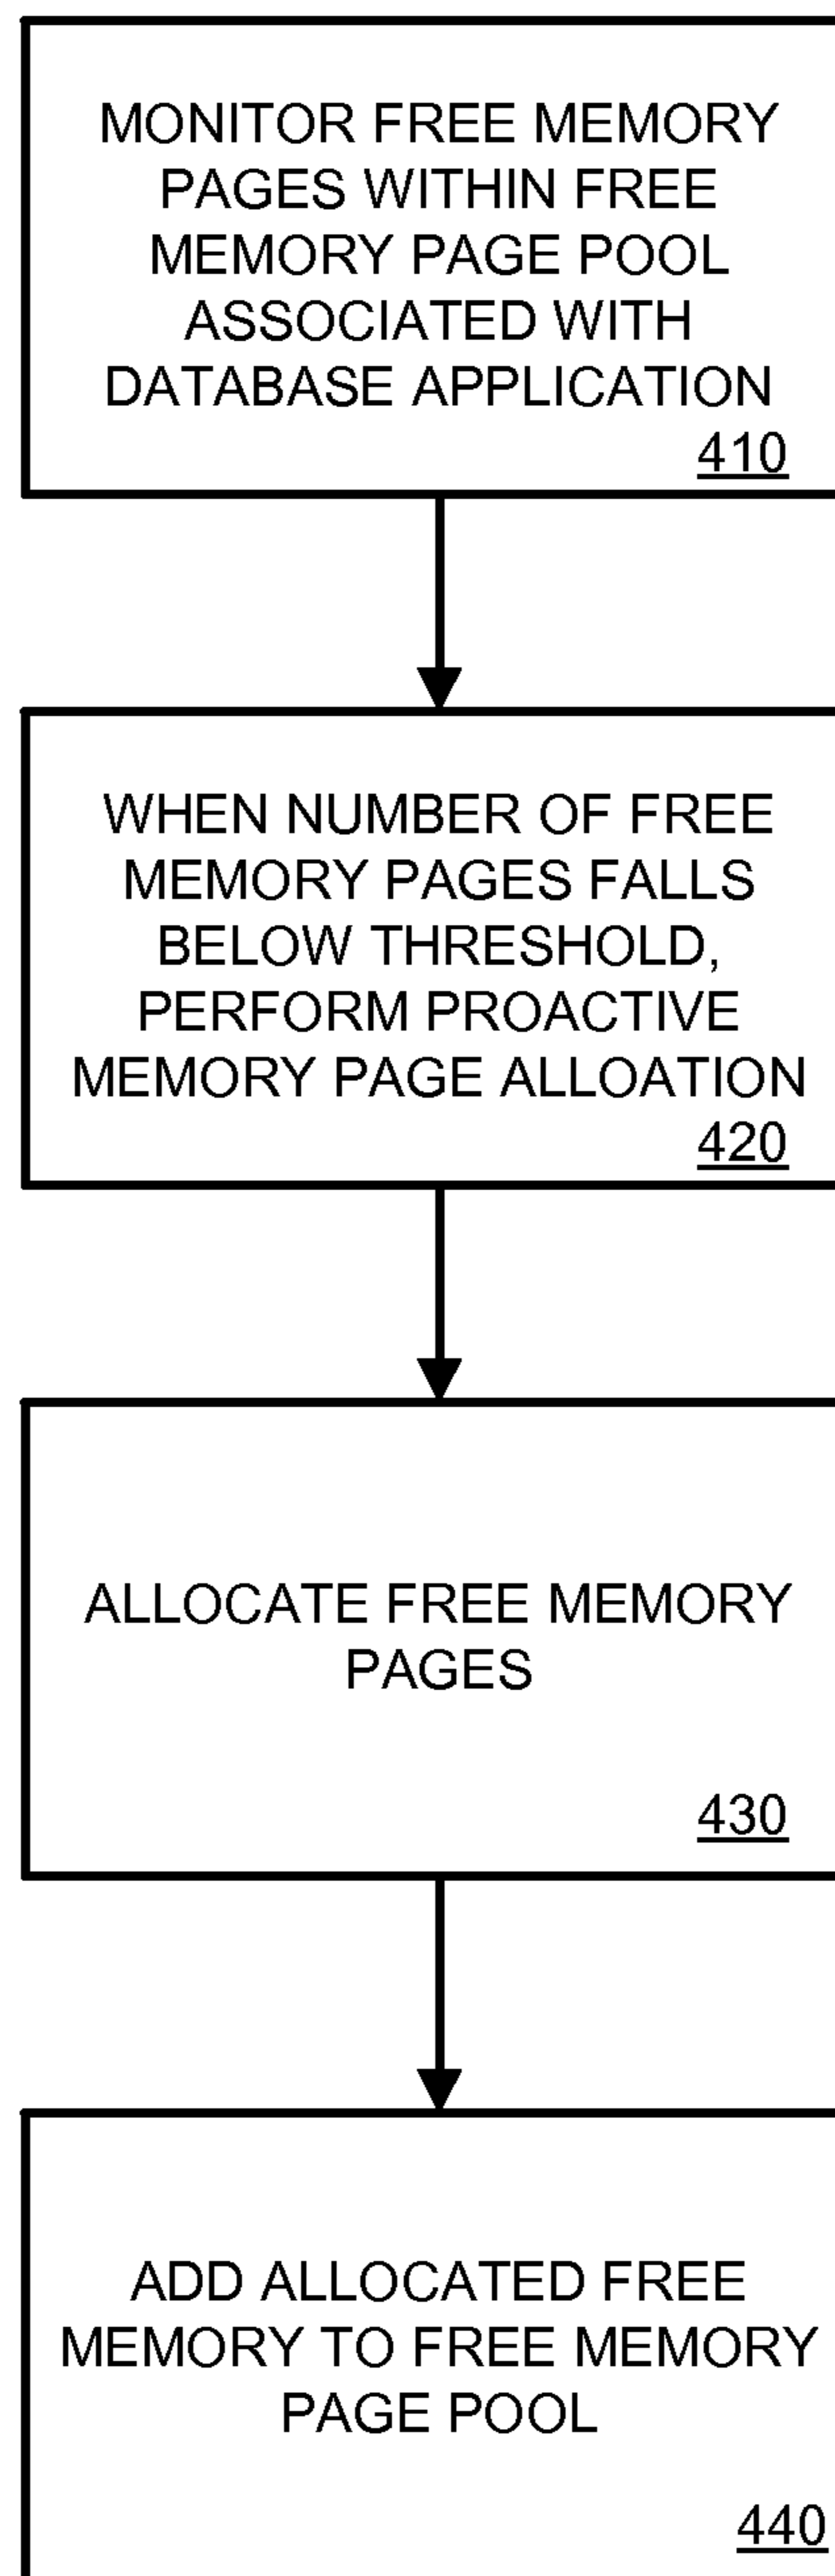 MONITOR FREE MEMORY
PAGES WITHIN FREE
MEMORY PAGE POOL
ASSOCIATED WITH
DATABASE APPLICATION
410
WHEN NUMBER OF FREE
MEMORY PAGES FALLS
BELOW THRESHOLD,
PERFORM PROACTIVE
MEMORY PAGE ALLOATION
420
ALLOCATE FREE MEMORY
PAGES
430
ADD ALLOCATED FREE
MEMORY TO FREE MEMORY
PAGE POOL
440